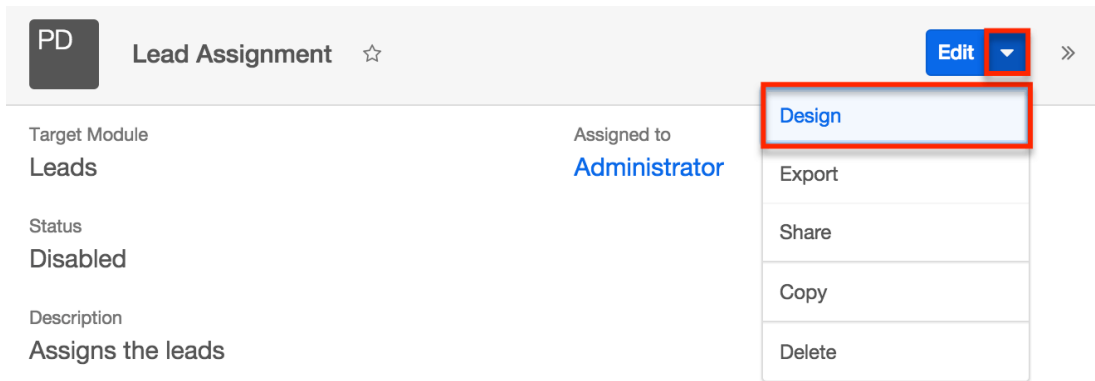 PD
Lead Assignment
Edit
Design
Export
Share
Copy
Delete
Target Module
Leads
Assigned to
Administrator
Status
Disabled
Description
Assigns the leads